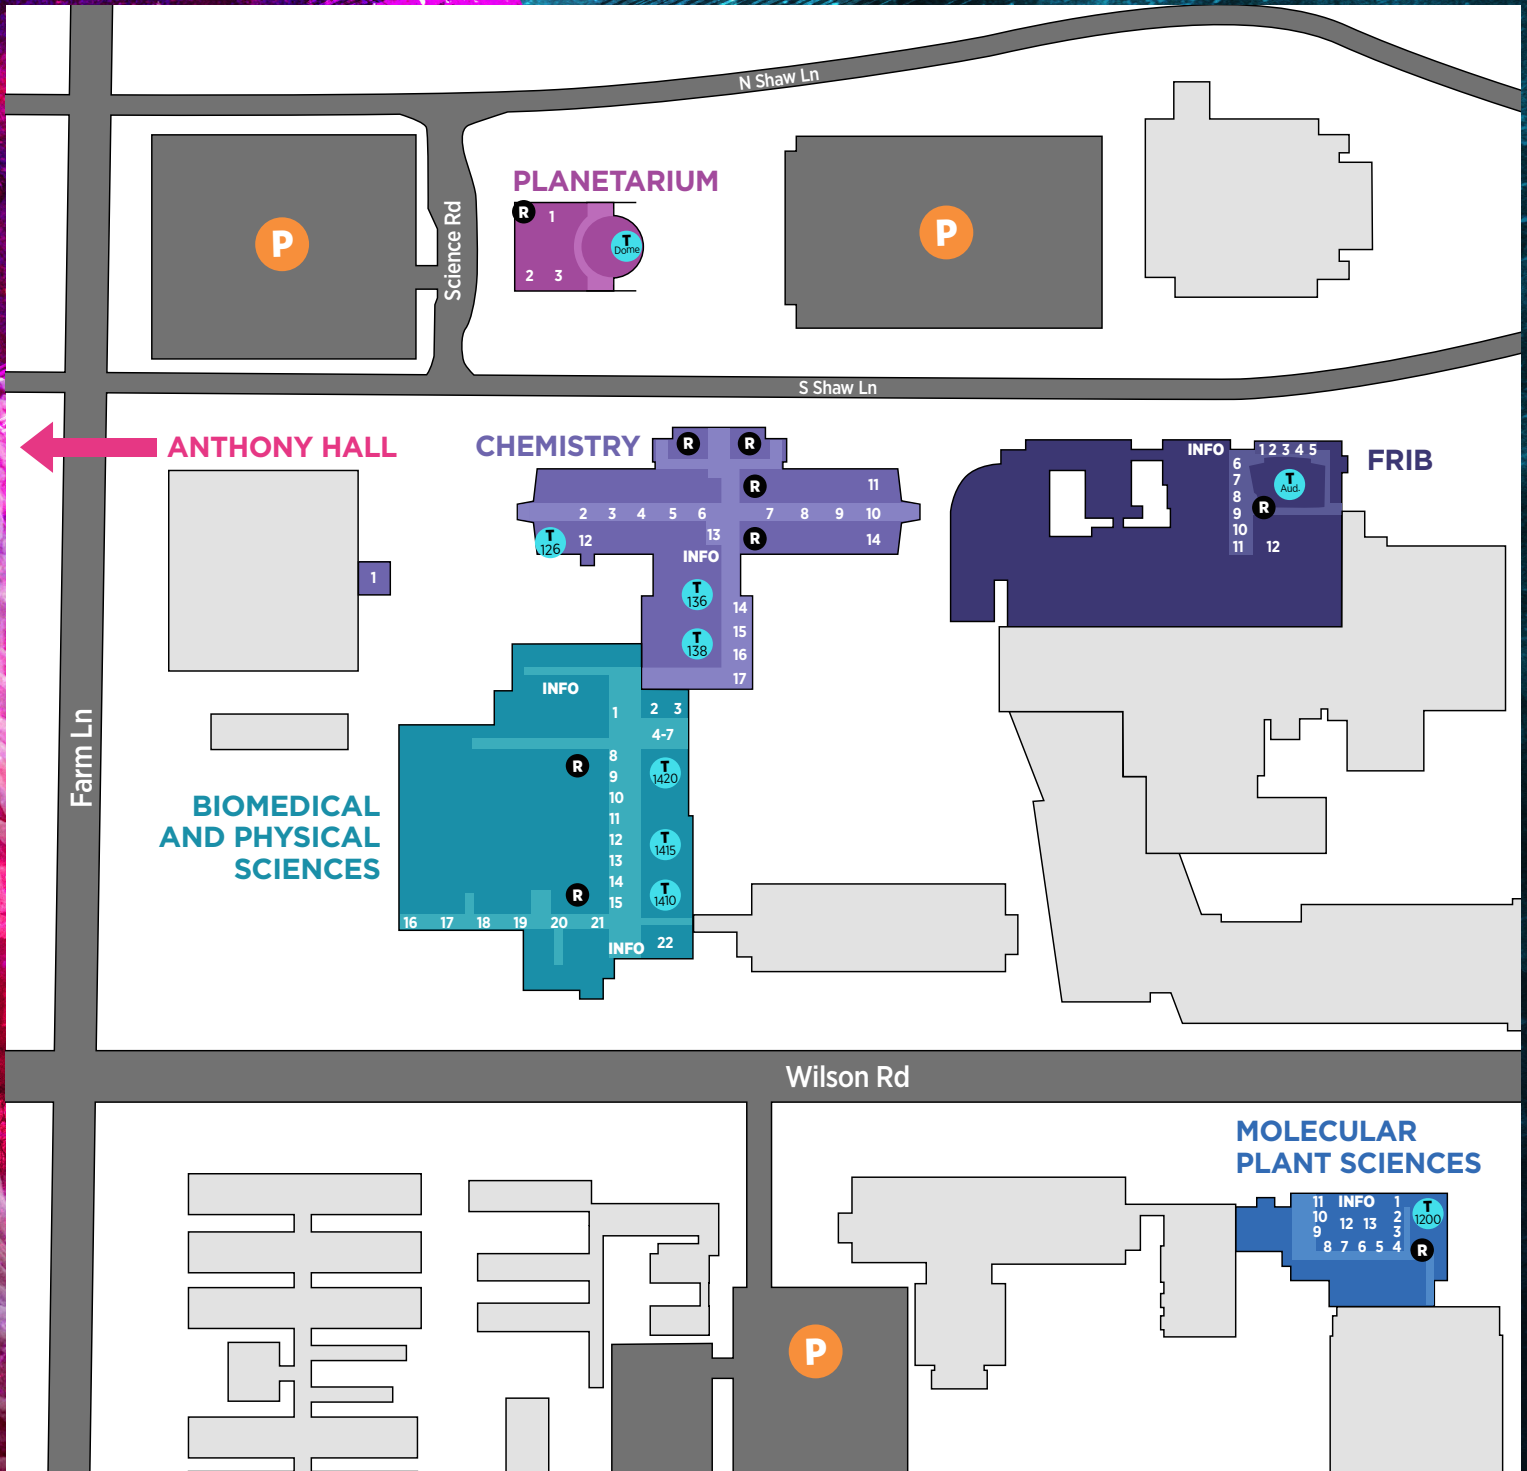 N Shaw Ln
P
Science Rd
PLANETARIUM
R
1
T
Dome
2 3
P
S Shaw Ln
ANTHONY HALL
1
CHEMISTRY
R R
R 11
2 3 4 5 6 7 8 9 10
T
126
12
13
R 14
INFO
T
136
14
T
138
15
16
17
FRIB
INFO
1 2 3 4 5
6
7
8
9
10
11
12
T
Aud.
R
Farm Ln
BIOMEDICAL
AND PHYSICAL
SCIENCES
INFO
1
2 3
4-7
8
R
9
T
1420
10
11
12
T
1415
13
14
R
15
T
1410
16 17 18 19 20 21
INFO
22
Wilson Rd
MOLECULAR
PLANT SCIENCES
11 INFO 1
10 12 13 2
9 3
8 7 6 5 4
T
1200
R
P